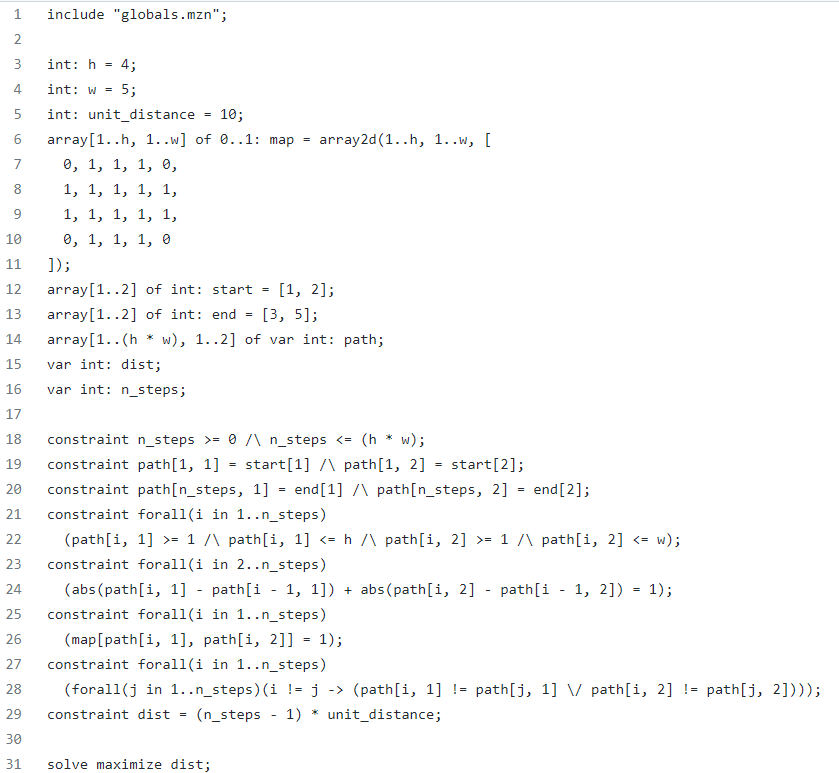 1 include "globals.mzn";
2
3 int: h = 4;
4 int: w = 5;
5 int: unit_distance = 10;
6 array[1..h, 1..w] of 0..1: map = array2d(1..h, 1..w, [
7   0, 1, 1, 1, 0,
8   1, 1, 1, 1, 1,
9   1, 1, 1, 1, 1,
10   0, 1, 1, 1, 0
11 ]);
12 array[1..2] of int: start = [1, 2];
13 array[1..2] of int: end = [3, 5];
14 array[1..(h * w), 1..2] of var int: path;
15 var int: dist;
16 var int: n_steps;
17
18 constraint n_steps >= 0 /\ n_steps <= (h * w);
19 constraint path[1, 1] = start[1] /\ path[1, 2] = start[2];
20 constraint path[n_steps, 1] = end[1] /\ path[n_steps, 2] = end[2];
21 constraint forall(i in 1..n_steps)
22   (path[i, 1] >= 1 /\ path[i, 1] <= h /\ path[i, 2] >= 1 /\ path[i, 2] <= w);
23 constraint forall(i in 2..n_steps)
24   (abs(path[i, 1] - path[i - 1, 1]) + abs(path[i, 2] - path[i - 1, 2]) = 1);
25 constraint forall(i in 1..n_steps)
26   (map[path[i, 1], path[i, 2]] = 1);
27 constraint forall(i in 1..n_steps)
28   (forall(j in 1..n_steps)(i != j -> (path[i, 1] != path[j, 1] \/ path[i, 2] != path[j, 2])));
29 constraint dist = (n_steps - 1) * unit_distance;
30
31 solve maximize dist;